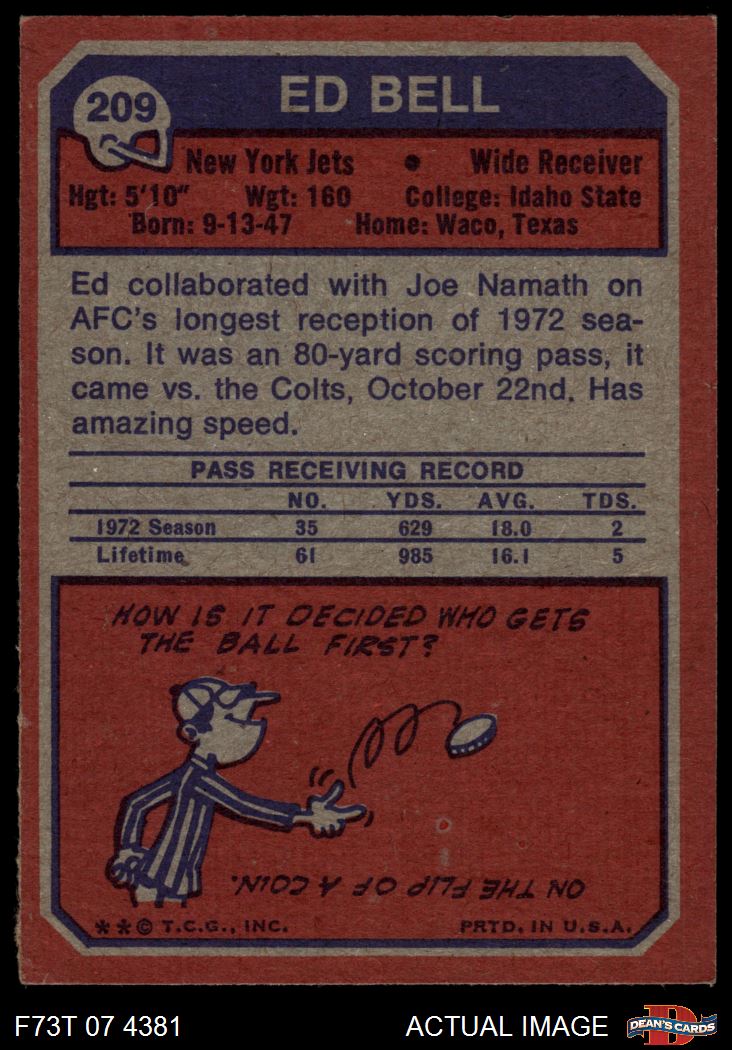 209
ED BELL
New York Jets • Wide Receiver
Hgt: 5'10" Wgt: 160 College: Idaho State
Born: 9-13-47 Home: Waco, Texas
Ed collaborated with Joe Namath on
AFC's longest reception of 1972 sea-
son. It was an 80-yard scoring pass, it
came vs. the Colts, October 22nd. Has
amazing speed.
PASS RECEIVING RECORD
NO. YDS. AVG. TDS.
1972 Season 35 629 18.0 2
Lifetime 61 985 16.1 5
HOW IS IT DECIDED WHO GETS
THE BALL FIRST?
ON THE FLIP OF A COIN.
**© T.C.G., INC. PRTD. IN U.S.A.
F73T 07 4381 ACTUAL IMAGE D DEAN'S CARDS